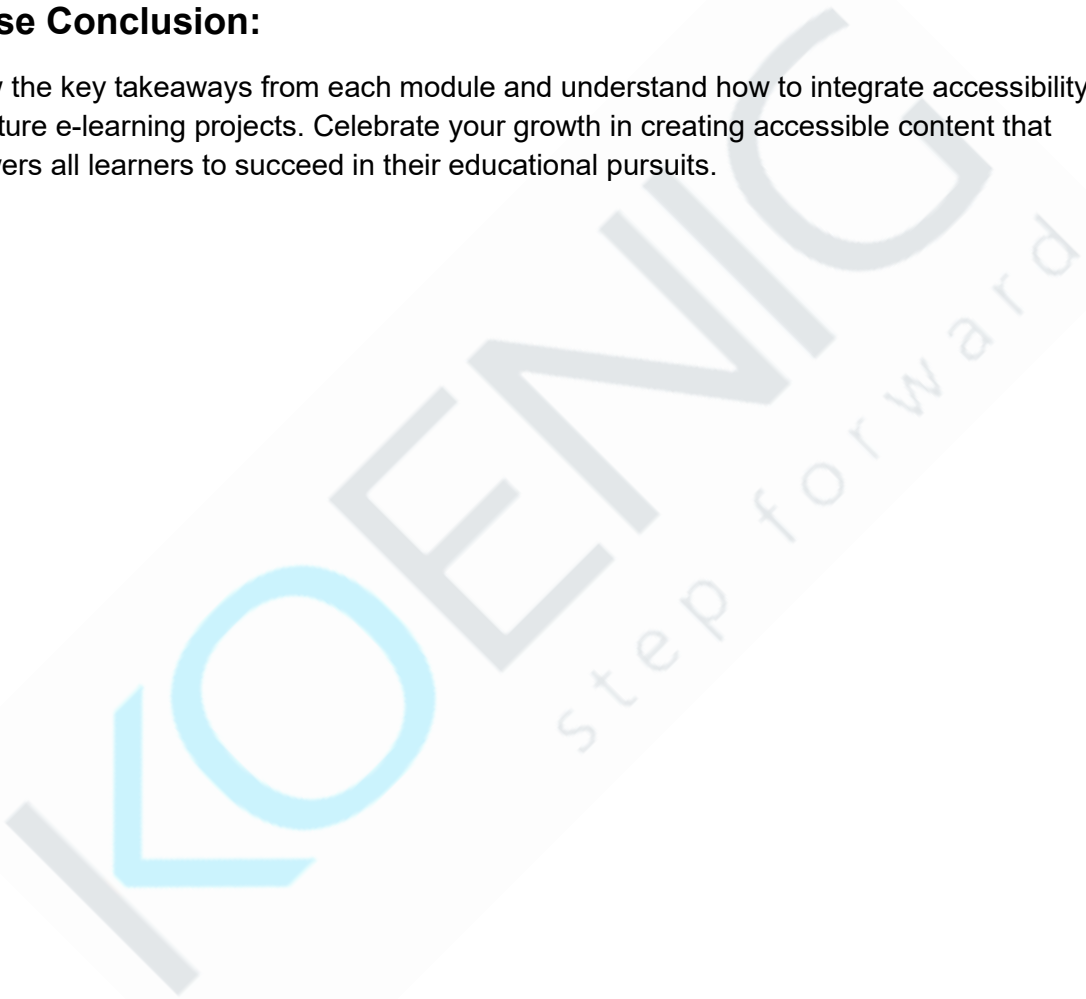 se Conclusion:
the key takeaways from each module and understand how to integrate accessibility
ture e-learning projects. Celebrate your growth in creating accessible content that
ers all learners to succeed in their educational pursuits.
KOENIG
step forward